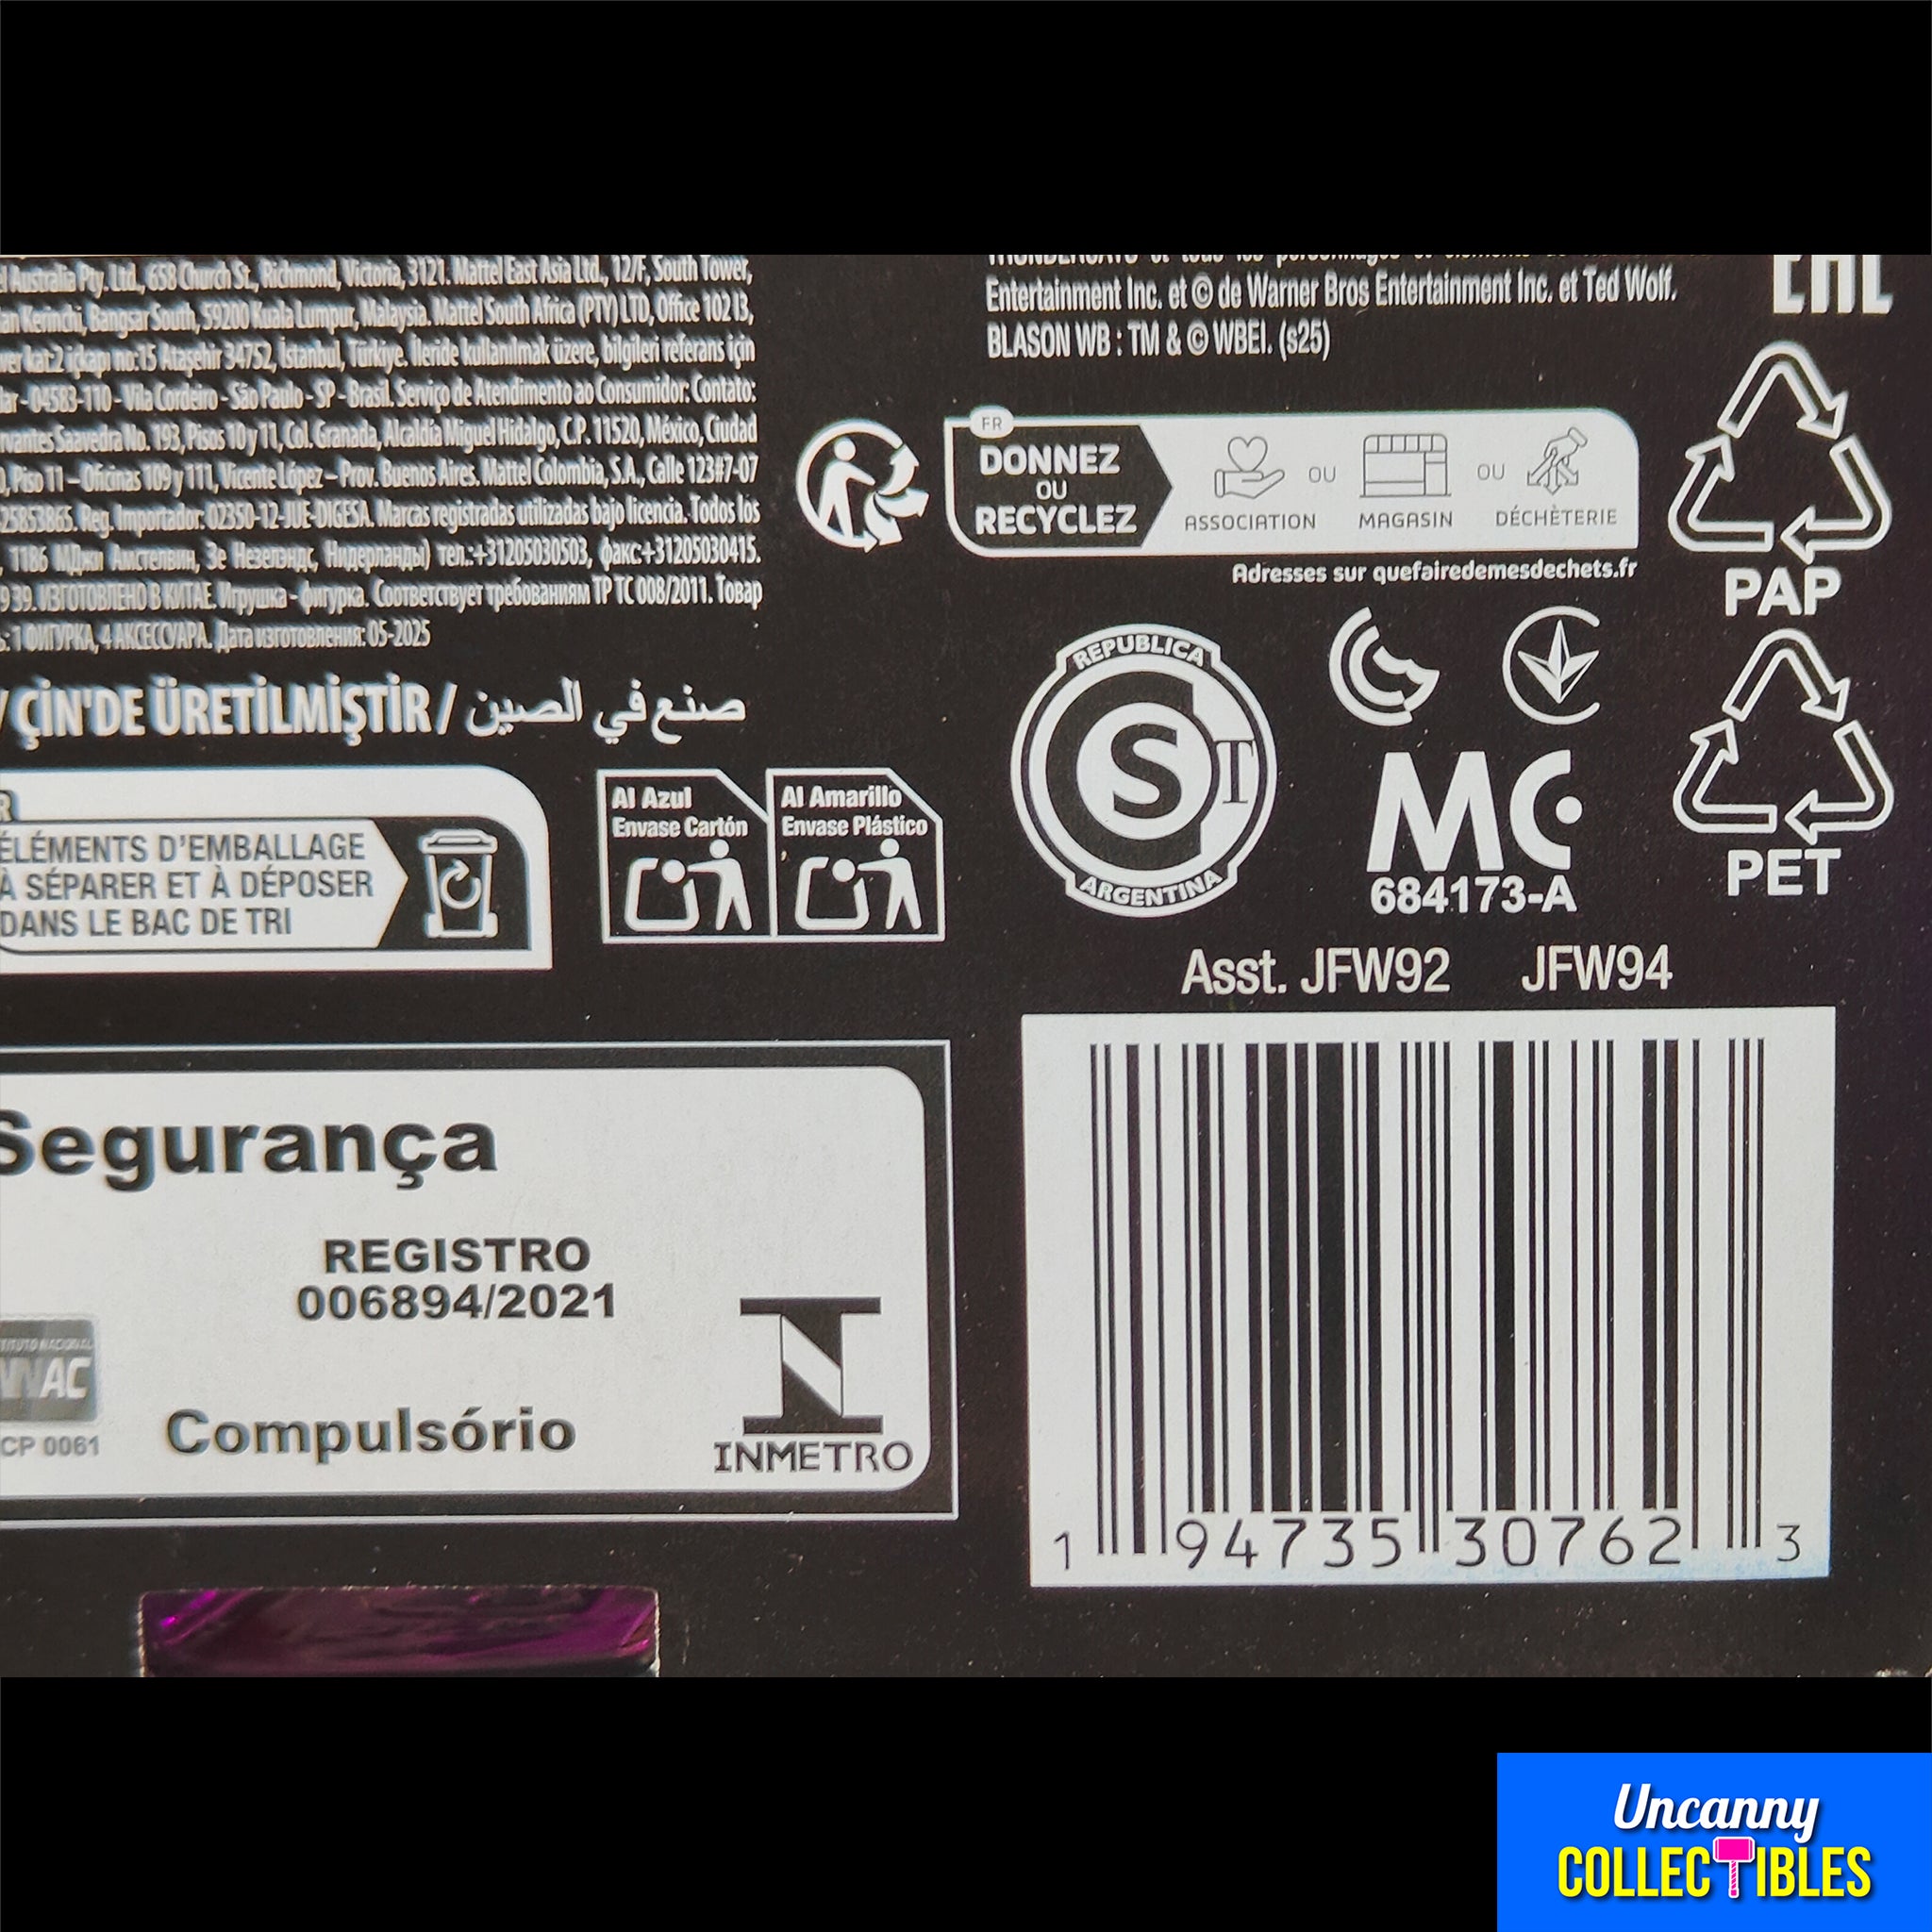 Australia Pty. Ltd., 658 Church St., Richmond, Victoria, 3121. Mattel East Asia Ltd., 12/F, South Tower,
Kerinchi, Bangsar South, 59200 Kuala Lumpur, Malaysia. Mattel South Africa (PTY) LTD, Office 102 I3,
kat:2 iç kapı no:15 Ataşehir 34752, İstanbul, Türkiye. İleride kullanılmak üzere, bilgileri referans için
- 04583-110 - Vila Cordeiro - São Paulo - SP - Brasil. Serviço de Atendimento ao Consumidor: Contato:
Saavedra No. 193, Pisos 10 y 11, Col. Granada, Alcaldía Miguel Hidalgo, C.P. 11520, México, Ciudad
, Piso 11 – Oficinas 109 y 111, Vicente López – Prov. Buenos Aires. Mattel Colombia, S.A., Calle 123#7-07
25853865. Reg. Importador: 02350-12-JUE-DIGESA. Marcas registradas utilizadas bajo licencia. Todos los
, 1186 МДжи Амстелвин, Зе Незелэндс, Нидерланды) тел.:+31205030503, факс:+31205030415.
39. ИЗГОТОВЛЕНО В КИТАЕ. Игрушка - фигурка. Соответствует требованиям ТР ТС 008/2011. Товар
: 1 ФИГУРКА, 4 АКСЕССУАРА. Дата изготовления: 05-2025
/ ÇİN'DE ÜRETİLMİŞTİR / صنع في الصين
R
ÉLÉMENTS D'EMBALLAGE
À SÉPARER ET À DÉPOSER
DANS LE BAC DE TRI
Al Azul
Envase Cartón
Al Amarillo
Envase Plástico
Segurança
REGISTRO
006894/2021
Compulsório
CP 0061
INMETRO
Entertainment Inc. et © de Warner Bros Entertainment Inc. et Ted Wolf.
BLASON WB : TM & © WBEI. (s25)
EAC
FR
DONNEZ
OU
RECYCLEZ
ASSOCIATION
OU
MAGASIN
OU
DÉCHÈTERIE
Adresses sur quefairedemesdechets.fr
PAP
PET
REPUBLICA
S
T
ARGENTINA
MC
684173-A
Asst. JFW92 JFW94
1 94735 30762 3
Uncanny
COLLECTIBLES